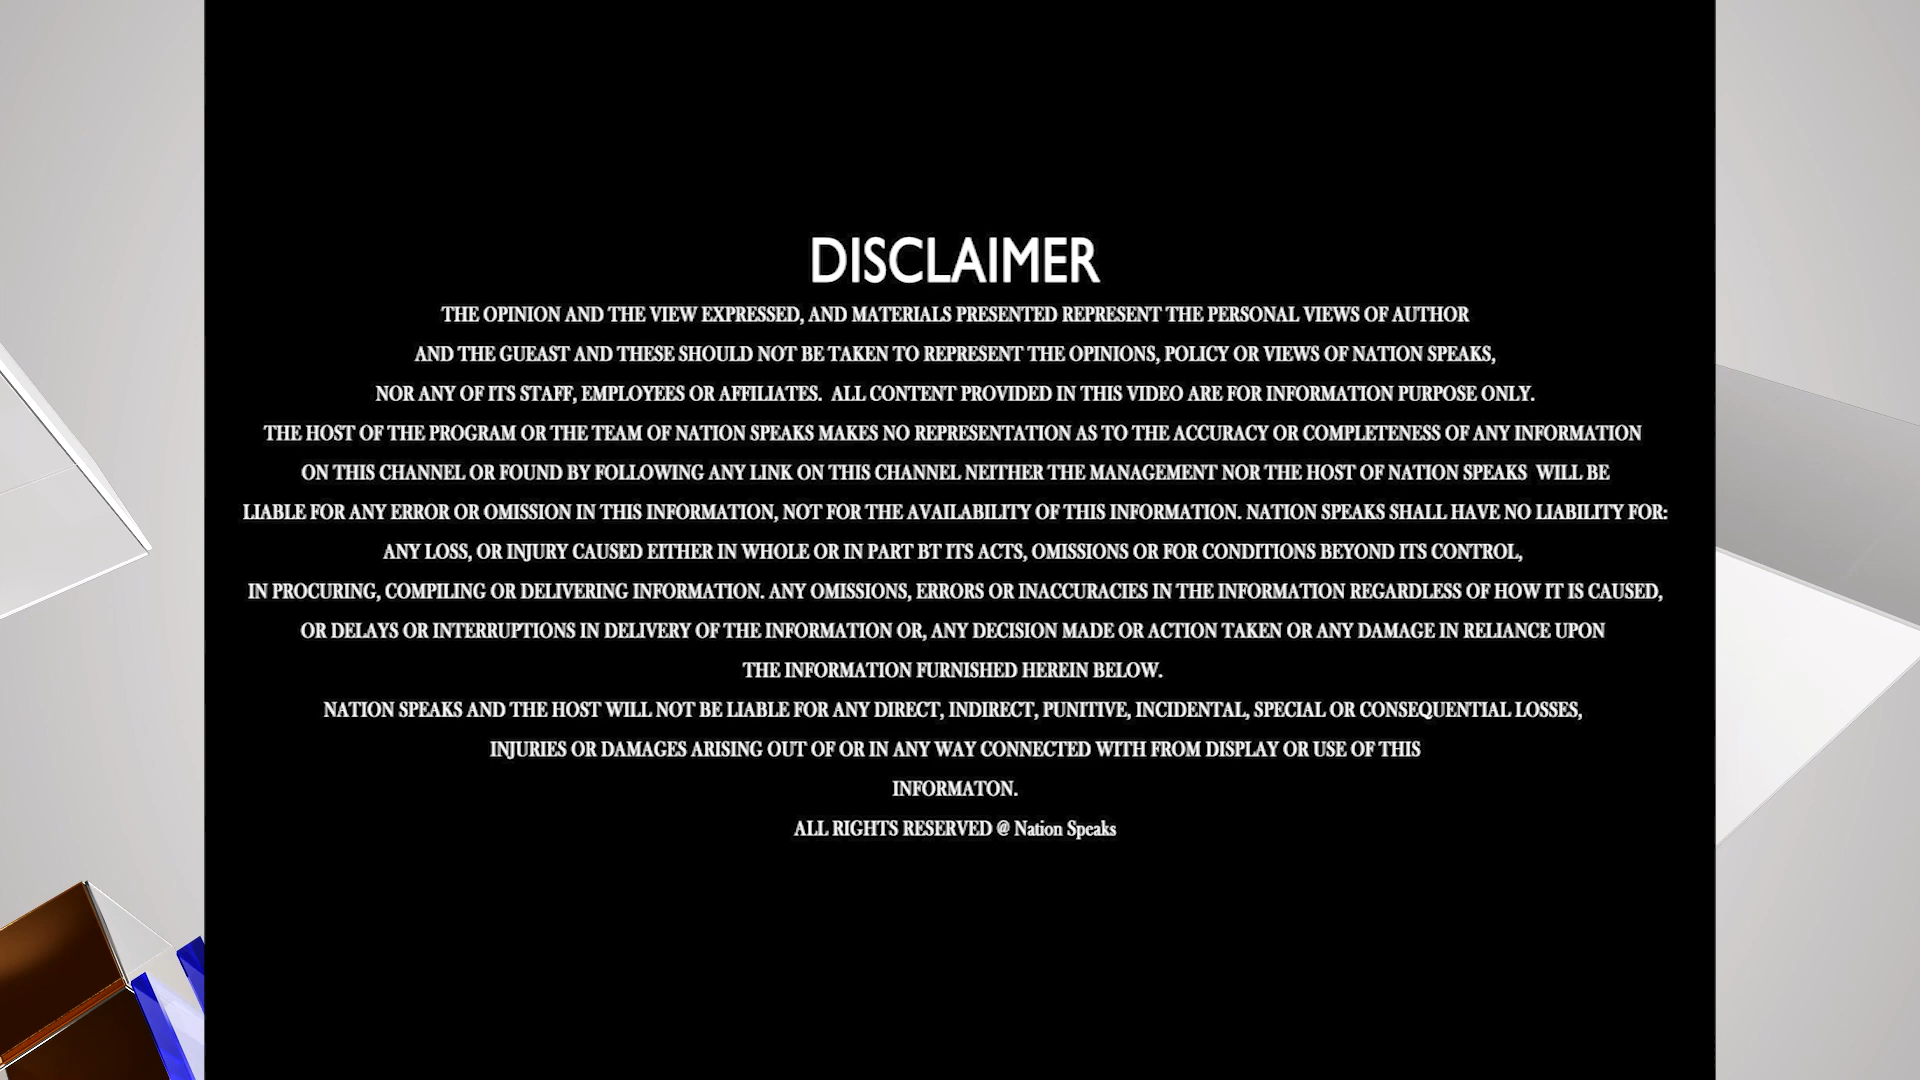 DISCLAIMER
THE OPINION AND THE VIEW EXPRESSED, AND MATERIALS PRESENTED REPRESENT THE PERSONAL VIEWS OF AUTHOR
AND THE GUEAST AND THESE SHOULD NOT BE TAKEN TO REPRESENT THE OPINIONS, POLICY OR VIEWS OF NATION SPEAKS,
NOR ANY OF ITS STAFF, EMPLOYEES OR AFFILIATES.  ALL CONTENT PROVIDED IN THIS VIDEO ARE FOR INFORMATION PURPOSE ONLY.
THE HOST OF THE PROGRAM OR THE TEAM OF NATION SPEAKS MAKES NO REPRESENTATION AS TO THE ACCURACY OR COMPLETENESS OF ANY INFORMATION
ON THIS CHANNEL OR FOUND BY FOLLOWING ANY LINK ON THIS CHANNEL NEITHER THE MANAGEMENT NOR THE HOST OF NATION SPEAKS  WILL BE
LIABLE FOR ANY ERROR OR OMISSION IN THIS INFORMATION, NOT FOR THE AVAILABILITY OF THIS INFORMATION. NATION SPEAKS SHALL HAVE NO LIABILITY FOR:
ANY LOSS, OR INJURY CAUSED EITHER IN WHOLE OR IN PART BT ITS ACTS, OMISSIONS OR FOR CONDITIONS BEYOND ITS CONTROL,
IN PROCURING, COMPILING OR DELIVERING INFORMATION. ANY OMISSIONS, ERRORS OR INACCURACIES IN THE INFORMATION REGARDLESS OF HOW IT IS CAUSED,
OR DELAYS OR INTERRUPTIONS IN DELIVERY OF THE INFORMATION OR, ANY DECISION MADE OR ACTION TAKEN OR ANY DAMAGE IN RELIANCE UPON
THE INFORMATION FURNISHED HEREIN BELOW.
NATION SPEAKS AND THE HOST WILL NOT BE LIABLE FOR ANY DIRECT, INDIRECT, PUNITIVE, INCIDENTAL, SPECIAL OR CONSEQUENTIAL LOSSES,
INJURIES OR DAMAGES ARISING OUT OF OR IN ANY WAY CONNECTED WITH FROM DISPLAY OR USE OF THIS
INFORMATON.
ALL RIGHTS RESERVED @ Nation Speaks